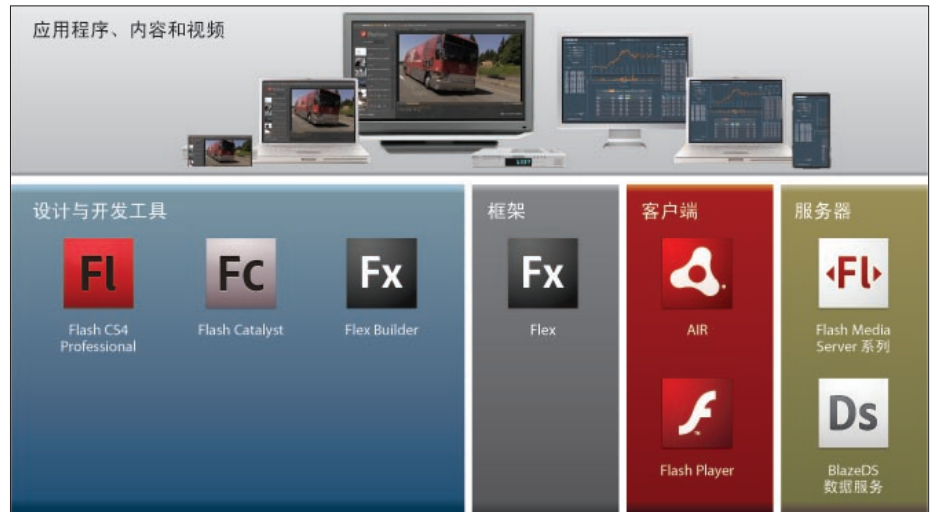 应用程序、内容和视频
设计与开发工具
框架
客户端
服务器
Fl
Flash CS4
Professional
Fc
Flash Catalyst
Fx
Flex Builder
Fx
Flex
AIR
Flash Player
Fl
Flash Media
Server 系列
Ds
BlazeDS
数据服务